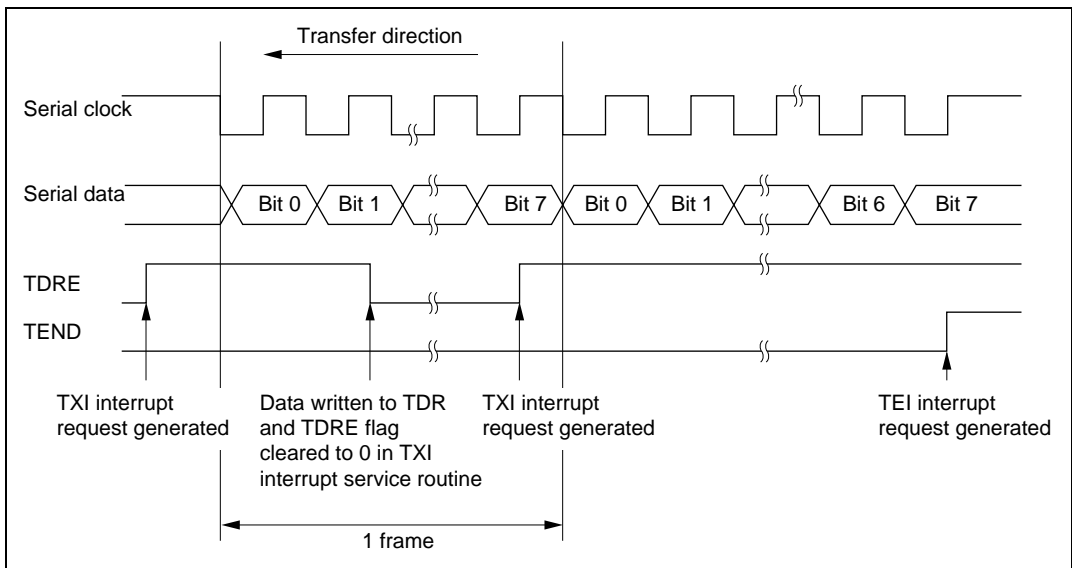 Transfer direction
Serial clock
Serial data
Bit 0
Bit 1
Bit 7
Bit 0
Bit 1
Bit 6
Bit 7
TDRE
TEND
TXI interrupt
request generated
Data written to TDR
and TDRE flag
cleared to 0 in TXI
interrupt service routine
TXI interrupt
request generated
TEI interrupt
request generated
1 frame